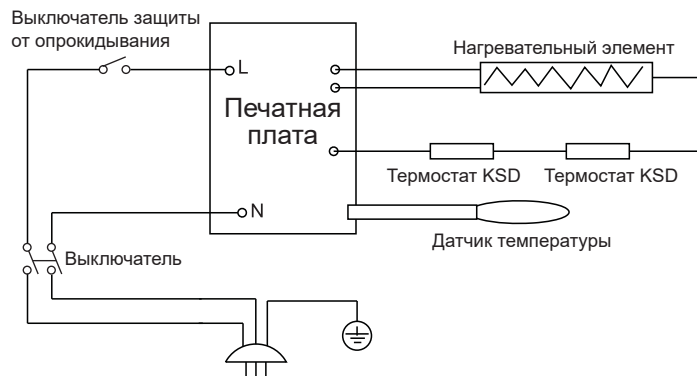 Выключатель защиты
от опрокидывания
Нагревательный элемент
L
Печатная
плата
Термостат KSD
Термостат KSD
N
Датчик температуры
Выключатель